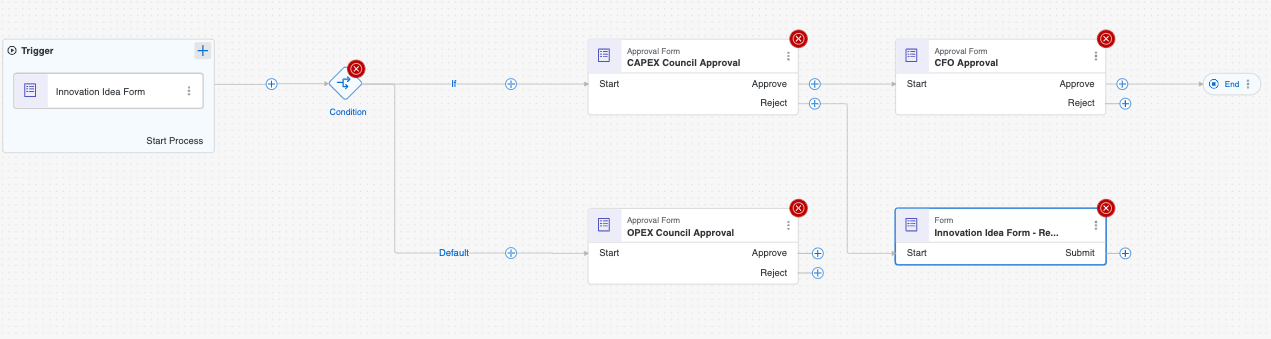 Trigger
Innovation Idea Form
Start Process
Condition
If
Default
Approval Form
CAPEX Council Approval
Start
Approve
Reject
Approval Form
CFO Approval
Start
Approve
Reject
End
Approval Form
OPEX Council Approval
Start
Approve
Reject
Form
Innovation Idea Form - Re...
Start
Submit